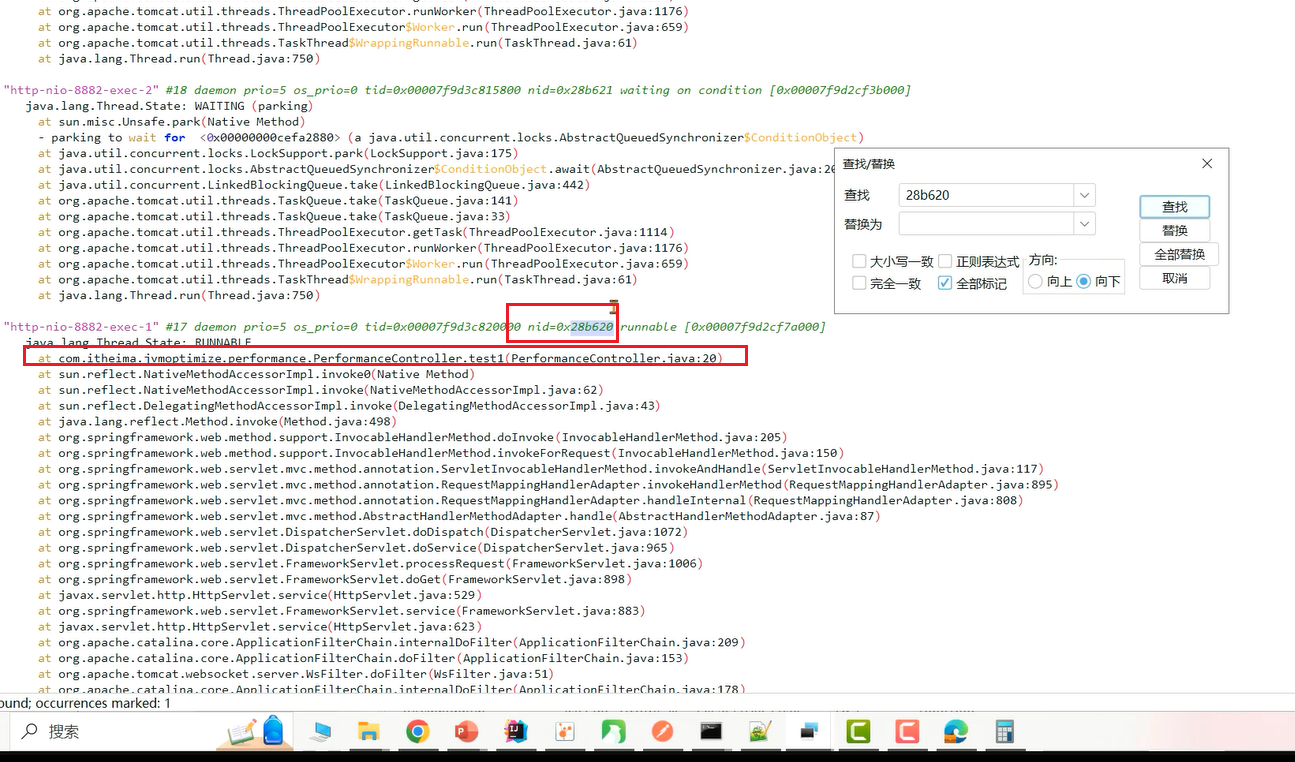 at org.apache.tomcat.util.threads.ThreadPoolExecutor.runWorker(ThreadPoolExecutor.java:1176)
at org.apache.tomcat.util.threads.ThreadPoolExecutor$Worker.run(ThreadPoolExecutor.java:659)
at org.apache.tomcat.util.threads.TaskThread$WrappingRunnable.run(TaskThread.java:61)
at java.lang.Thread.run(Thread.java:750)
"http-nio-8882-exec-2" #18 daemon prio=5 os_prio=0 tid=0x00007f9d3c815800 nid=0x28b621 waiting on condition [0x00007f9d2cf3b000]
java.lang.Thread.State: WAITING (parking)
at sun.misc.Unsafe.park(Native Method)
- parking to wait for <0x00000000cefa2880> (a java.util.concurrent.locks.AbstractQueuedSynchronizer$ConditionObject)
at java.util.concurrent.locks.LockSupport.park(LockSupport.java:175)
at java.util.concurrent.locks.AbstractQueuedSynchronizer$ConditionObject.await(AbstractQueuedSynchronizer.java:20
at java.util.concurrent.LinkedBlockingQueue.take(LinkedBlockingQueue.java:442)
at org.apache.tomcat.util.threads.TaskQueue.take(TaskQueue.java:141)
at org.apache.tomcat.util.threads.TaskQueue.take(TaskQueue.java:33)
at org.apache.tomcat.util.threads.ThreadPoolExecutor.getTask(ThreadPoolExecutor.java:1114)
at org.apache.tomcat.util.threads.ThreadPoolExecutor.runWorker(ThreadPoolExecutor.java:1176)
at org.apache.tomcat.util.threads.ThreadPoolExecutor$Worker.run(ThreadPoolExecutor.java:659)
at org.apache.tomcat.util.threads.TaskThread$WrappingRunnable.run(TaskThread.java:61)
at java.lang.Thread.run(Thread.java:750)
"http-nio-8882-exec-1" #17 daemon prio=5 os_prio=0 tid=0x00007f9d3c820000 nid=0x28b620 runnable [0x00007f9d2cf7a000]
java.lang.Thread.State: RUNNABLE
at com.itheima.jvmoptimize.performance.PerformanceController.test1(PerformanceController.java:20)
at sun.reflect.NativeMethodAccessorImpl.invoke0(Native Method)
at sun.reflect.NativeMethodAccessorImpl.invoke(NativeMethodAccessorImpl.java:62)
at sun.reflect.DelegatingMethodAccessorImpl.invoke(DelegatingMethodAccessorImpl.java:43)
at java.lang.reflect.Method.invoke(Method.java:498)
at org.springframework.web.method.support.InvocableHandlerMethod.doInvoke(InvocableHandlerMethod.java:205)
at org.springframework.web.method.support.InvocableHandlerMethod.invokeForRequest(InvocableHandlerMethod.java:150)
at org.springframework.web.servlet.mvc.method.annotation.ServletInvocableHandlerMethod.invokeAndHandle(ServletInvocableHandlerMethod.java:117)
at org.springframework.web.servlet.mvc.method.annotation.RequestMappingHandlerAdapter.invokeHandlerMethod(RequestMappingHandlerAdapter.java:895)
at org.springframework.web.servlet.mvc.method.annotation.RequestMappingHandlerAdapter.handleInternal(RequestMappingHandlerAdapter.java:808)
at org.springframework.web.servlet.mvc.method.AbstractHandlerMethodAdapter.handle(AbstractHandlerMethodAdapter.java:87)
at org.springframework.web.servlet.DispatcherServlet.doDispatch(DispatcherServlet.java:1072)
at org.springframework.web.servlet.DispatcherServlet.doService(DispatcherServlet.java:965)
at org.springframework.web.servlet.FrameworkServlet.processRequest(FrameworkServlet.java:1006)
at org.springframework.web.servlet.FrameworkServlet.doGet(FrameworkServlet.java:898)
at javax.servlet.http.HttpServlet.service(HttpServlet.java:529)
at org.springframework.web.servlet.FrameworkServlet.service(FrameworkServlet.java:883)
at javax.servlet.http.HttpServlet.service(HttpServlet.java:623)
at org.apache.catalina.core.ApplicationFilterChain.internalDoFilter(ApplicationFilterChain.java:209)
at org.apache.catalina.core.ApplicationFilterChain.doFilter(ApplicationFilterChain.java:153)
at org.apache.tomcat.websocket.server.WsFilter.doFilter(WsFilter.java:51)
at org.apache.catalina.core.ApplicationFilterChain.internalDoFilter(ApplicationFilterChain.java:178)
查找/替换
查找 28b620 查找
替换为 替换
全部替换
大小写一致 正则表达式 方向:
完全一致 全部标记 向上 向下 取消
ound; occurrences marked: 1
搜索